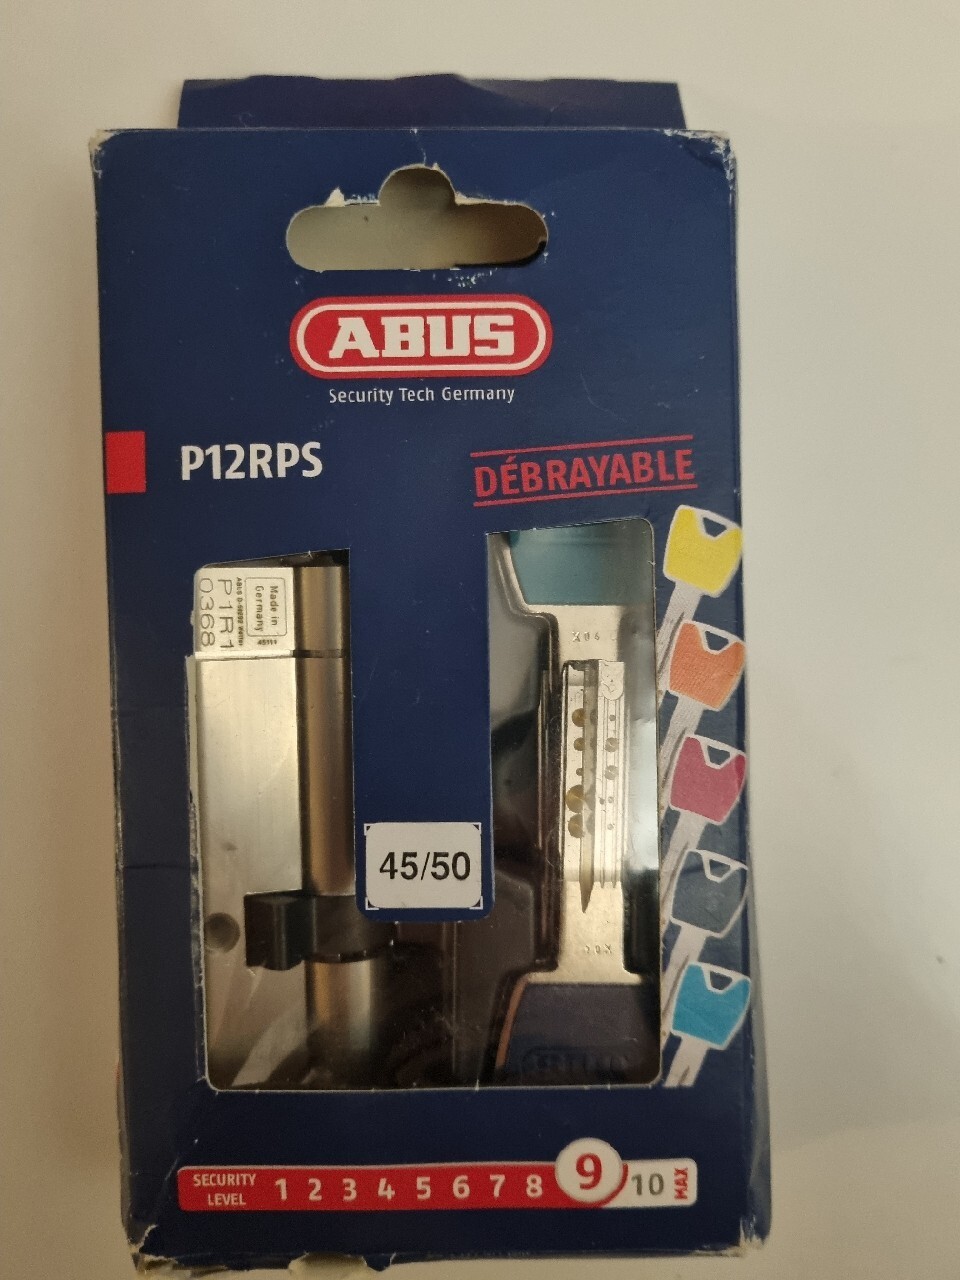 ABUS
Security Tech Germany
P12RPS
DÉBRAYABLE
Made in
Germany
P1R1
0368
45/50
SECURITY
LEVEL
1 2 3 4 5 6 7 8 9 10 MAX